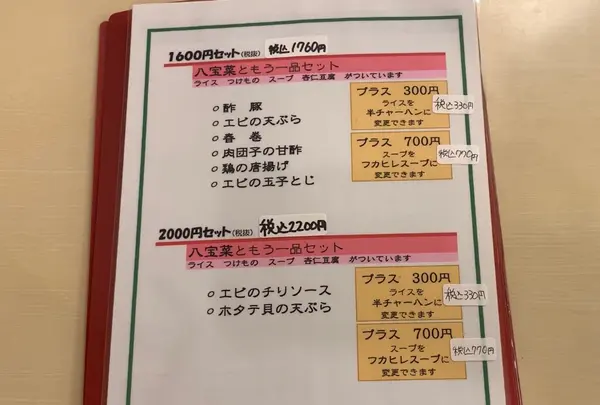 1600円セット(税抜) 税込1760円
八宝菜ともう一品セット
ライス つけもの スープ 杏仁豆腐 がついています
○ 酢 豚
○ エビの天ぷら
○ 春 巻
○ 肉団子の甘酢
○ 鶏の唐揚げ
○ エビの玉子とじ
プラス 300円
ライスを
半チャーハンに
変更できます
税込330円
プラス 700円
スープを
フカヒレスープに
変更できます
税込770円
2000円セット(税抜) 税込2200円
八宝菜ともう一品セット
ライス つけもの スープ 杏仁豆腐 がついています
○ エビのチリソース
○ ホタテ貝の天ぷら
プラス 300円
ライスを
半チャーハンに
変更できます
税込330円
プラス 700円
スープを
フカヒレスープに
変更できます
税込770円